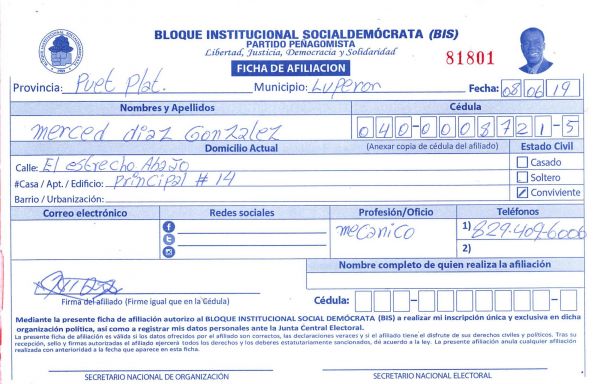 BLOQUE INSTITUCIONAL SOCIALDEMÓCRATA (BIS)
PARTIDO PEÑAGOMISTA
Libertad, Justicia, Democracia y Solidaridad
81801
FICHA DE AFILIACION
Provincia: Puet Plat. Municipio: Luperon Fecha: 08 06 19
Nombres y Apellidos Cédula
merced diaz Gonzalez 040-0008721-5
Domicilio Actual (Anexar copia de cédula del afiliado) Estado Civil
Calle: El estrecho Abajo Casado
#Casa / Apt. / Edificio: Principal # 14 Soltero
Barrio / Urbanización: Conviviente
Correo electrónico Redes sociales Profesión/Oficio Teléfonos
mecanico 1) 829-409-6006
2)
Nombre completo de quien realiza la afiliación
Firma del afiliado (Firme igual que en la Cédula) Cédula:
Mediante la presente ficha de afiliación autorizo al BLOQUE INSTITUCIONAL SOCIAL DEMÓCRATA (BIS) a realizar mi inscripción única y exclusiva en dicha
organización política, así como a registrar mis datos personales ante la Junta Central Electoral.
La presente ficha de afiliación es válida si los datos ofrecidos por el afiliado son correctos, las declaraciones veraces y si el afiliado tiene el disfrute de sus derechos civiles y políticos. Tras su
recepción, sello y firmas autorizadas el afiliado ejercerá todos los derechos y los deberes estatutariamente sancionados, de acuerdo a la ley. La presente afiliación anula cualquier afiliación
realizada con anterioridad a la fecha que aparece en esta ficha.
SECRETARIO NACIONAL DE ORGANIZACIÓN SECRETARIO NACIONAL ELECTORAL